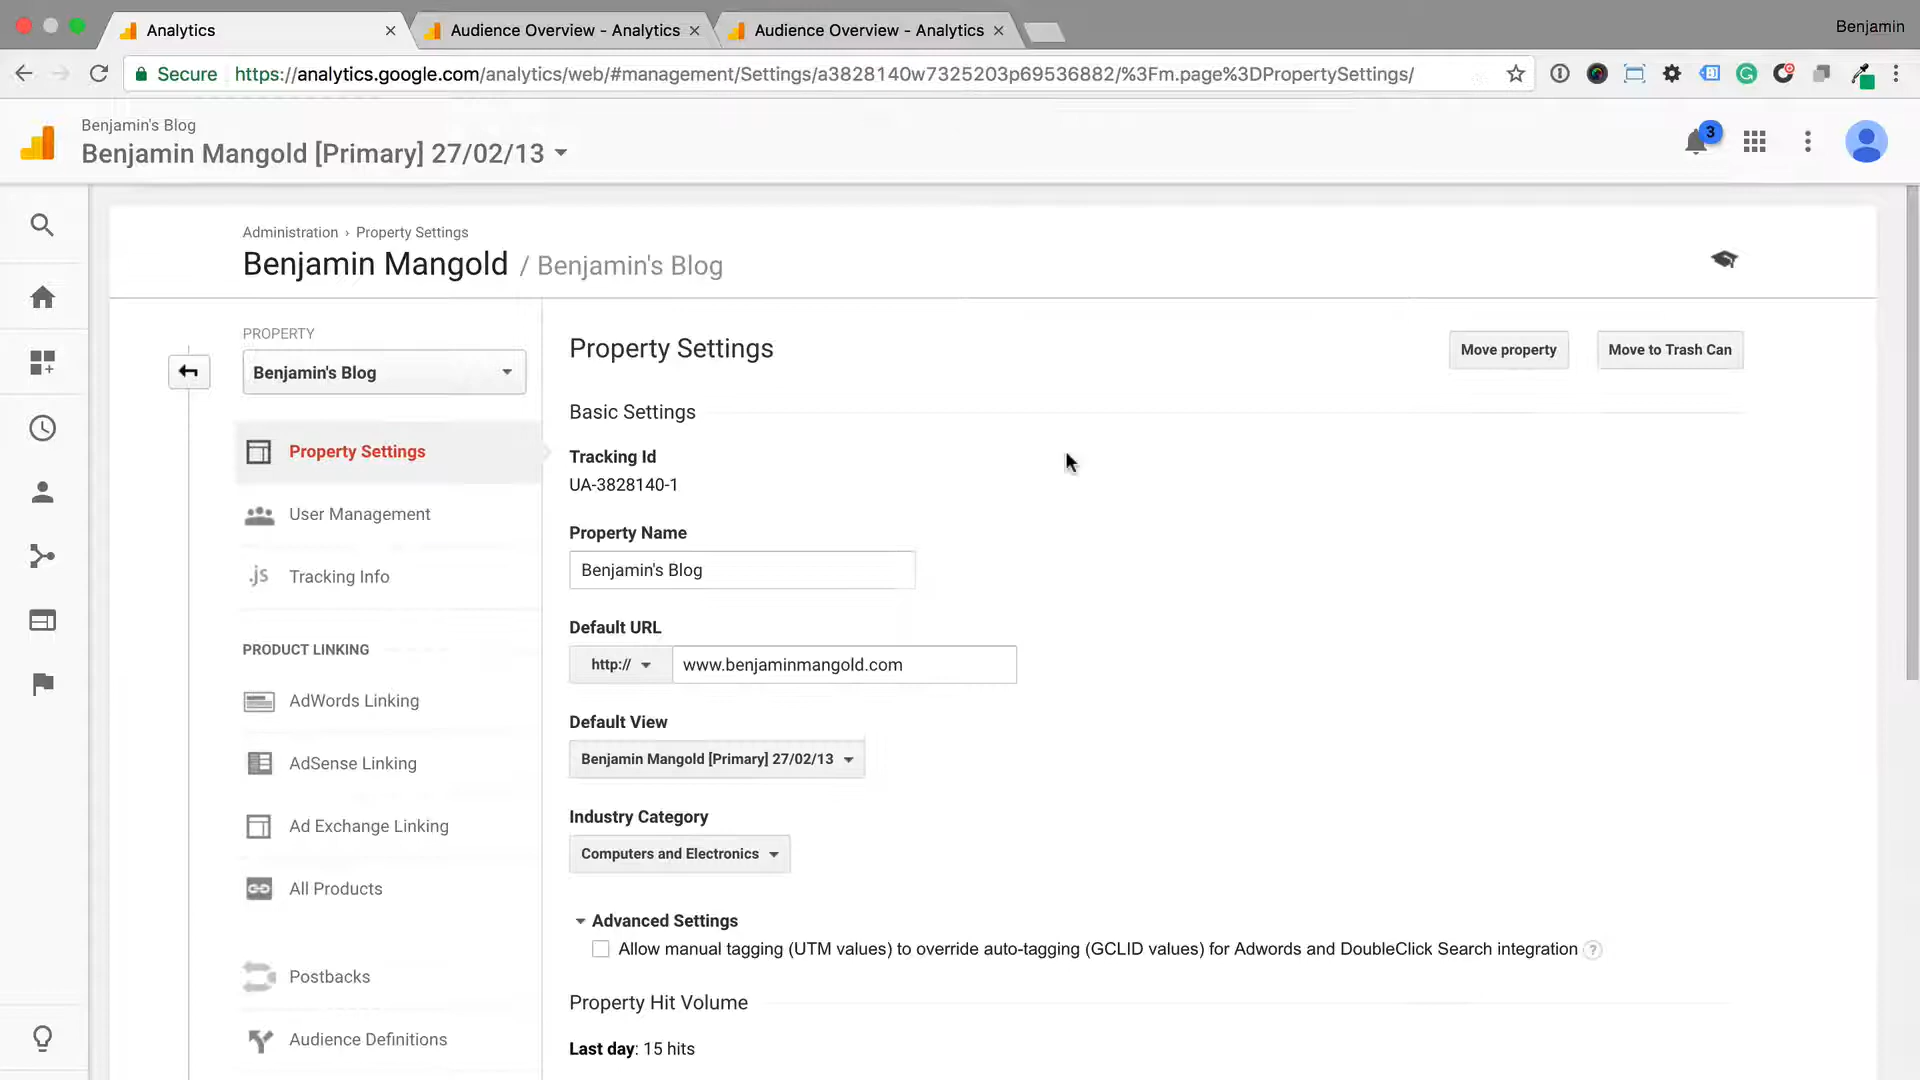 Analytics
Audience Overview - Analytics
Audience Overview - Analytics
Benjamin
Secure https://analytics.google.com/analytics/web/#management/Settings/a3828140w7325203p69536882/%3Fm.page%3DPropertySettings/
Benjamin's Blog
Benjamin Mangold [Primary] 27/02/13
3
Administration › Property Settings
Benjamin Mangold / Benjamin's Blog
PROPERTY
Benjamin's Blog
Property Settings
User Management
.js Tracking Info
PRODUCT LINKING
AdWords Linking
AdSense Linking
Ad Exchange Linking
All Products
Postbacks
Audience Definitions
Property Settings
Move property
Move to Trash Can
Basic Settings
Tracking Id
UA-3828140-1
Property Name
Benjamin's Blog
Default URL
http:// www.benjaminmangold.com
Default View
Benjamin Mangold [Primary] 27/02/13
Industry Category
Computers and Electronics
Advanced Settings
Allow manual tagging (UTM values) to override auto-tagging (GCLID values) for Adwords and DoubleClick Search integration ?
Property Hit Volume
Last day: 15 hits